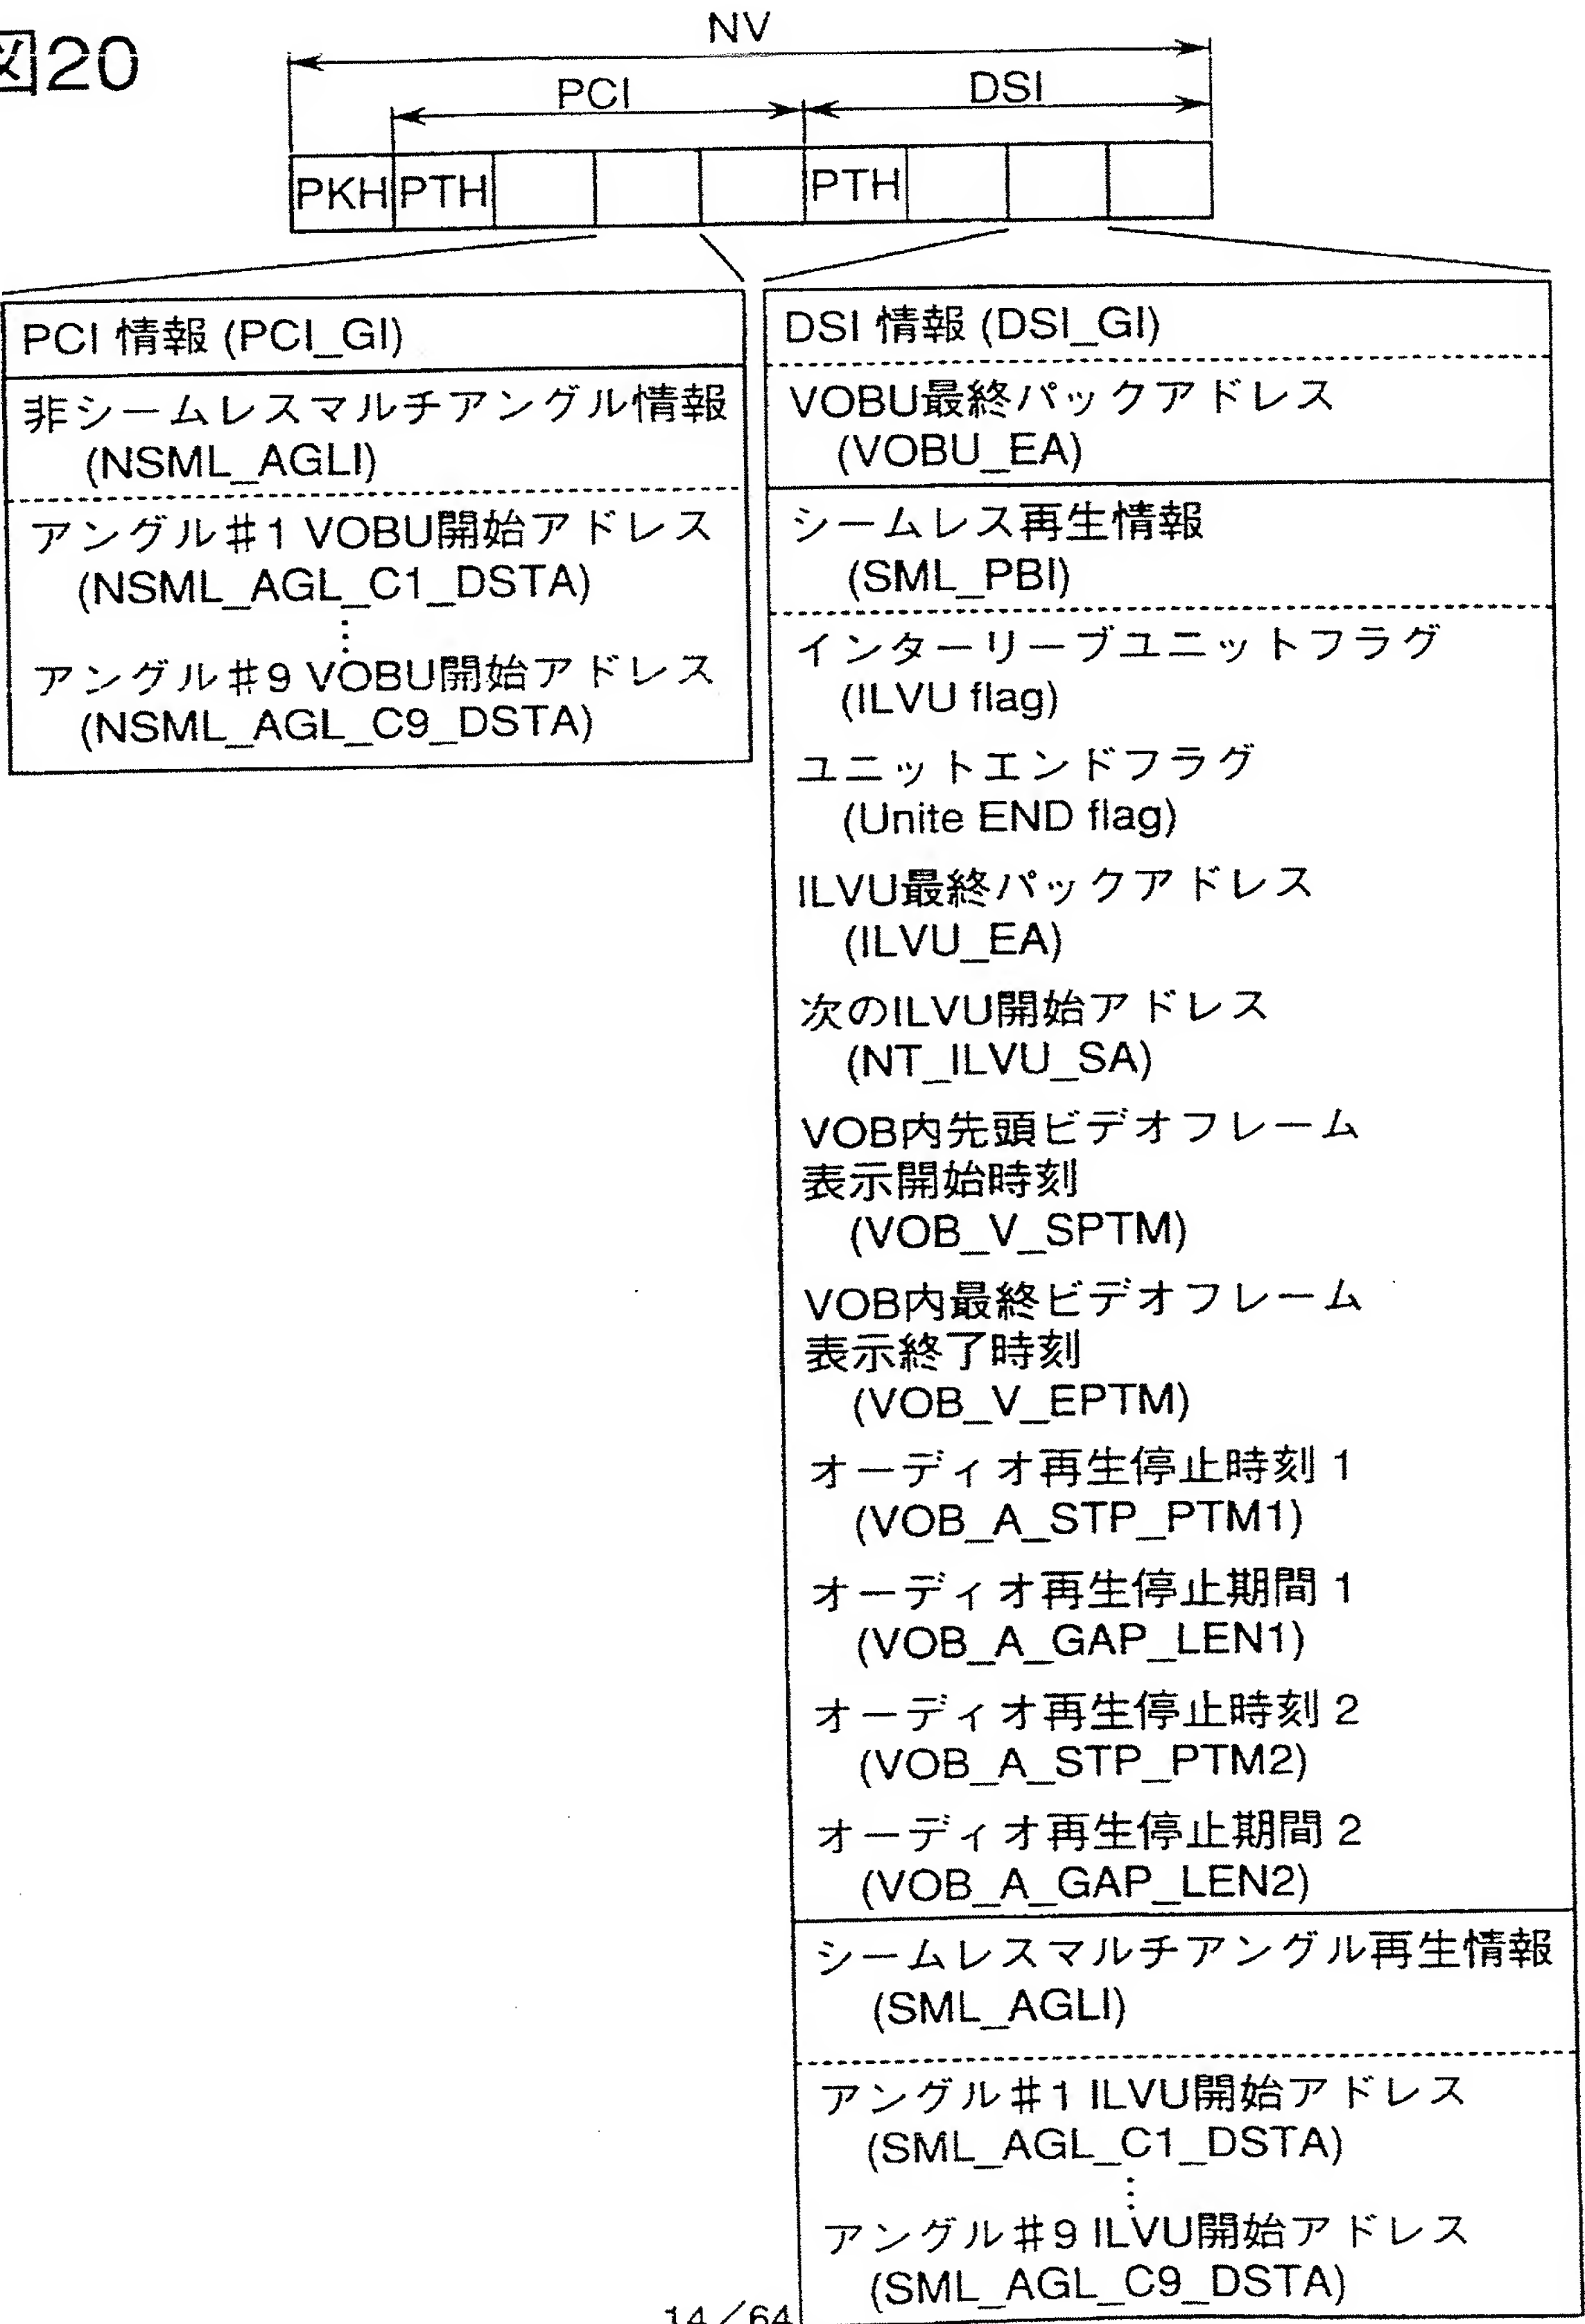 図20
NV
PCI
DSI
PKH PTH PTH
PCI 情報 (PCI_GI)
非シームレスマルチアングル情報
(NSML_AGLI)
アングル#1 VOBU開始アドレス
(NSML_AGL_C1_DSTA)
⋮
アングル#9 VOBU開始アドレス
(NSML_AGL_C9_DSTA)
DSI 情報 (DSI_GI)
VOBU最終パックアドレス
(VOBU_EA)
シームレス再生情報
(SML_PBI)
インターリーブユニットフラグ
(ILVU flag)
ユニットエンドフラグ
(Unite END flag)
ILVU最終パックアドレス
(ILVU_EA)
次のILVU開始アドレス
(NT_ILVU_SA)
VOB内先頭ビデオフレーム
表示開始時刻
(VOB_V_SPTM)
VOB内最終ビデオフレーム
表示終了時刻
(VOB_V_EPTM)
オーディオ再生停止時刻 1
(VOB_A_STP_PTM1)
オーディオ再生停止期間 1
(VOB_A_GAP_LEN1)
オーディオ再生停止時刻 2
(VOB_A_STP_PTM2)
オーディオ再生停止期間 2
(VOB_A_GAP_LEN2)
シームレスマルチアングル再生情報
(SML_AGLI)
アングル#1 ILVU開始アドレス
(SML_AGL_C1_DSTA)
⋮
アングル#9 ILVU開始アドレス
(SML_AGL_C9_DSTA)
14/64